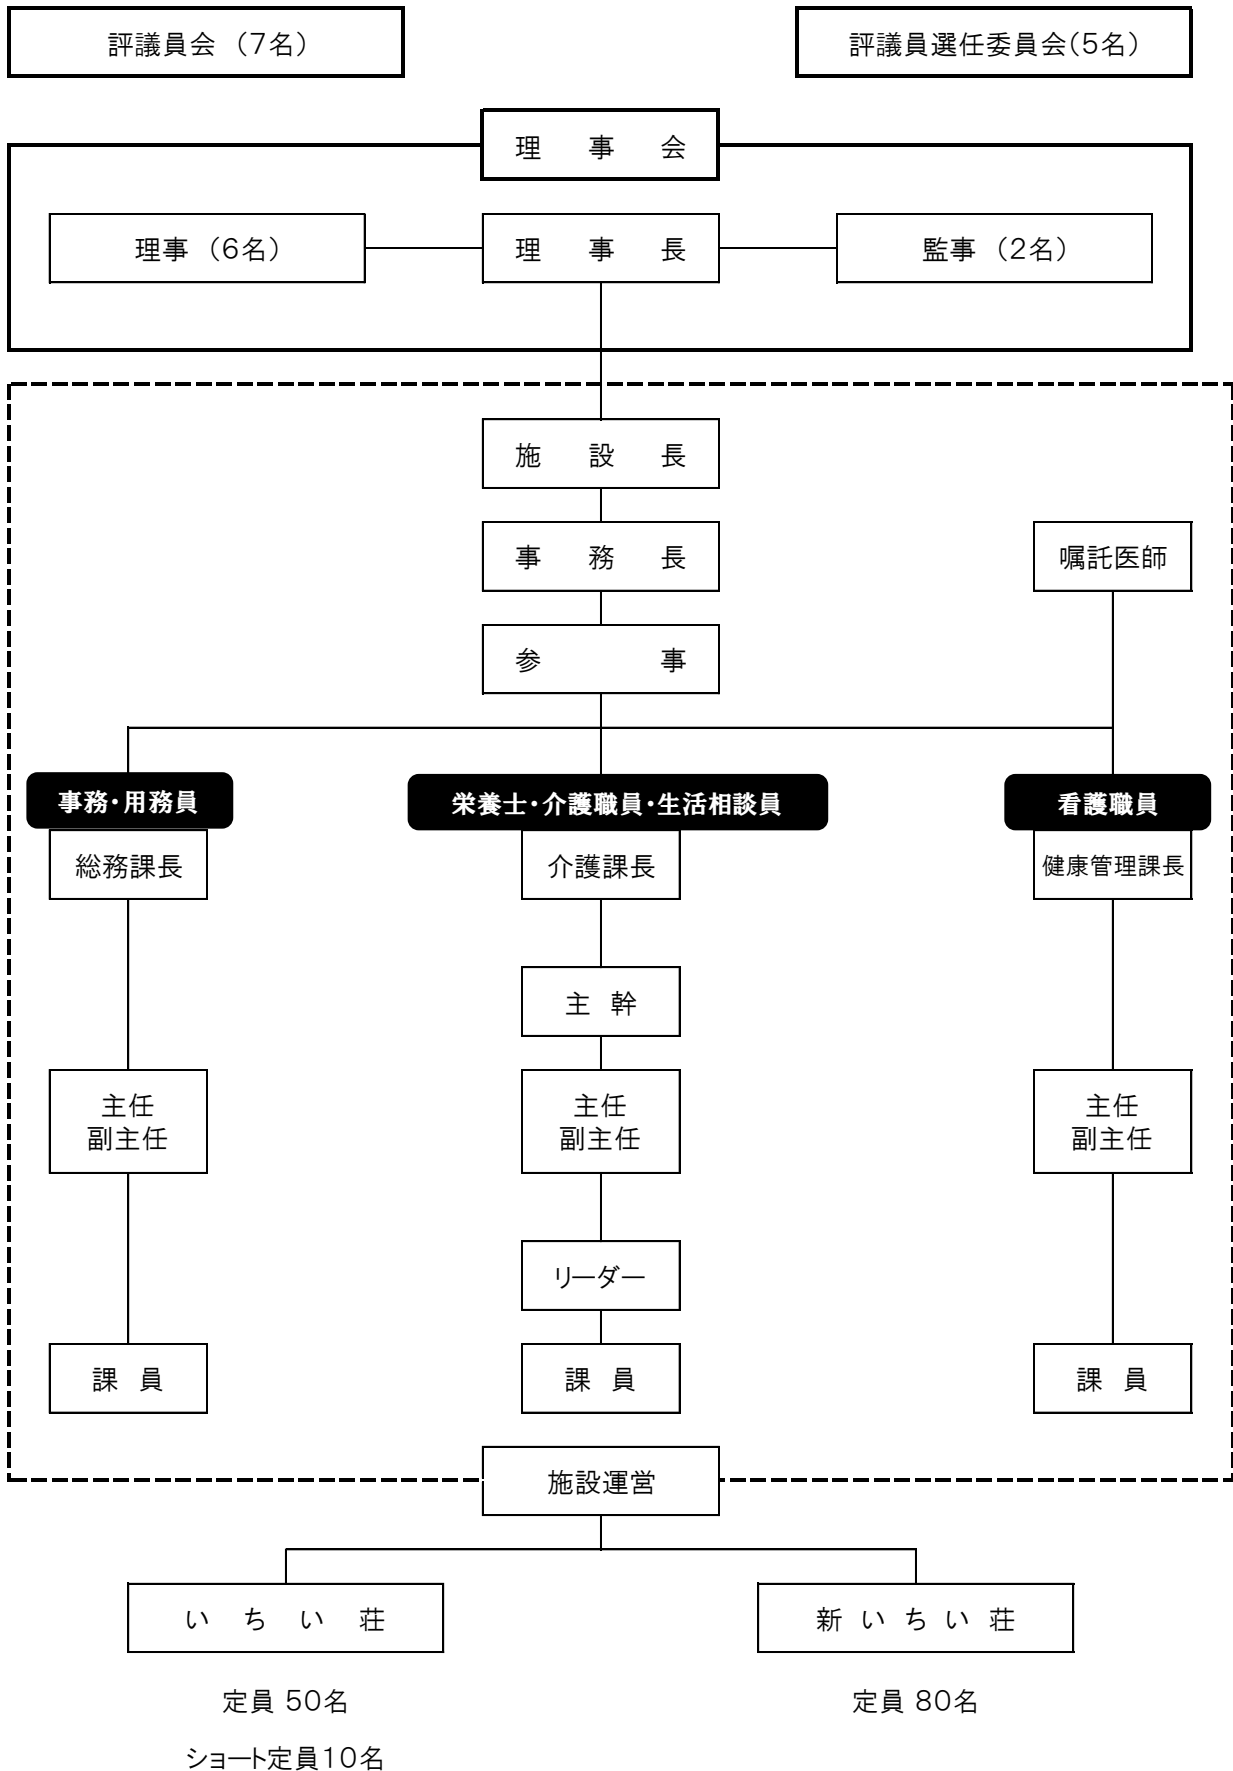 評議員会 （7名）
評議員選任委員会（5名）
理 事 会
理事 （6名）
理 事 長
監事 （2名）
施 設 長
事 務 長
嘱託医師
参 事
事務・用務員
栄養士・介護職員・生活相談員
看護職員
総務課長
介護課長
健康管理課長
主 幹
主任
副主任
主任
副主任
主任
副主任
リーダー
課 員
課 員
課 員
施設運営
い ち い 荘
新 い ち い 荘
定員 50名
定員 80名
ショート定員10名